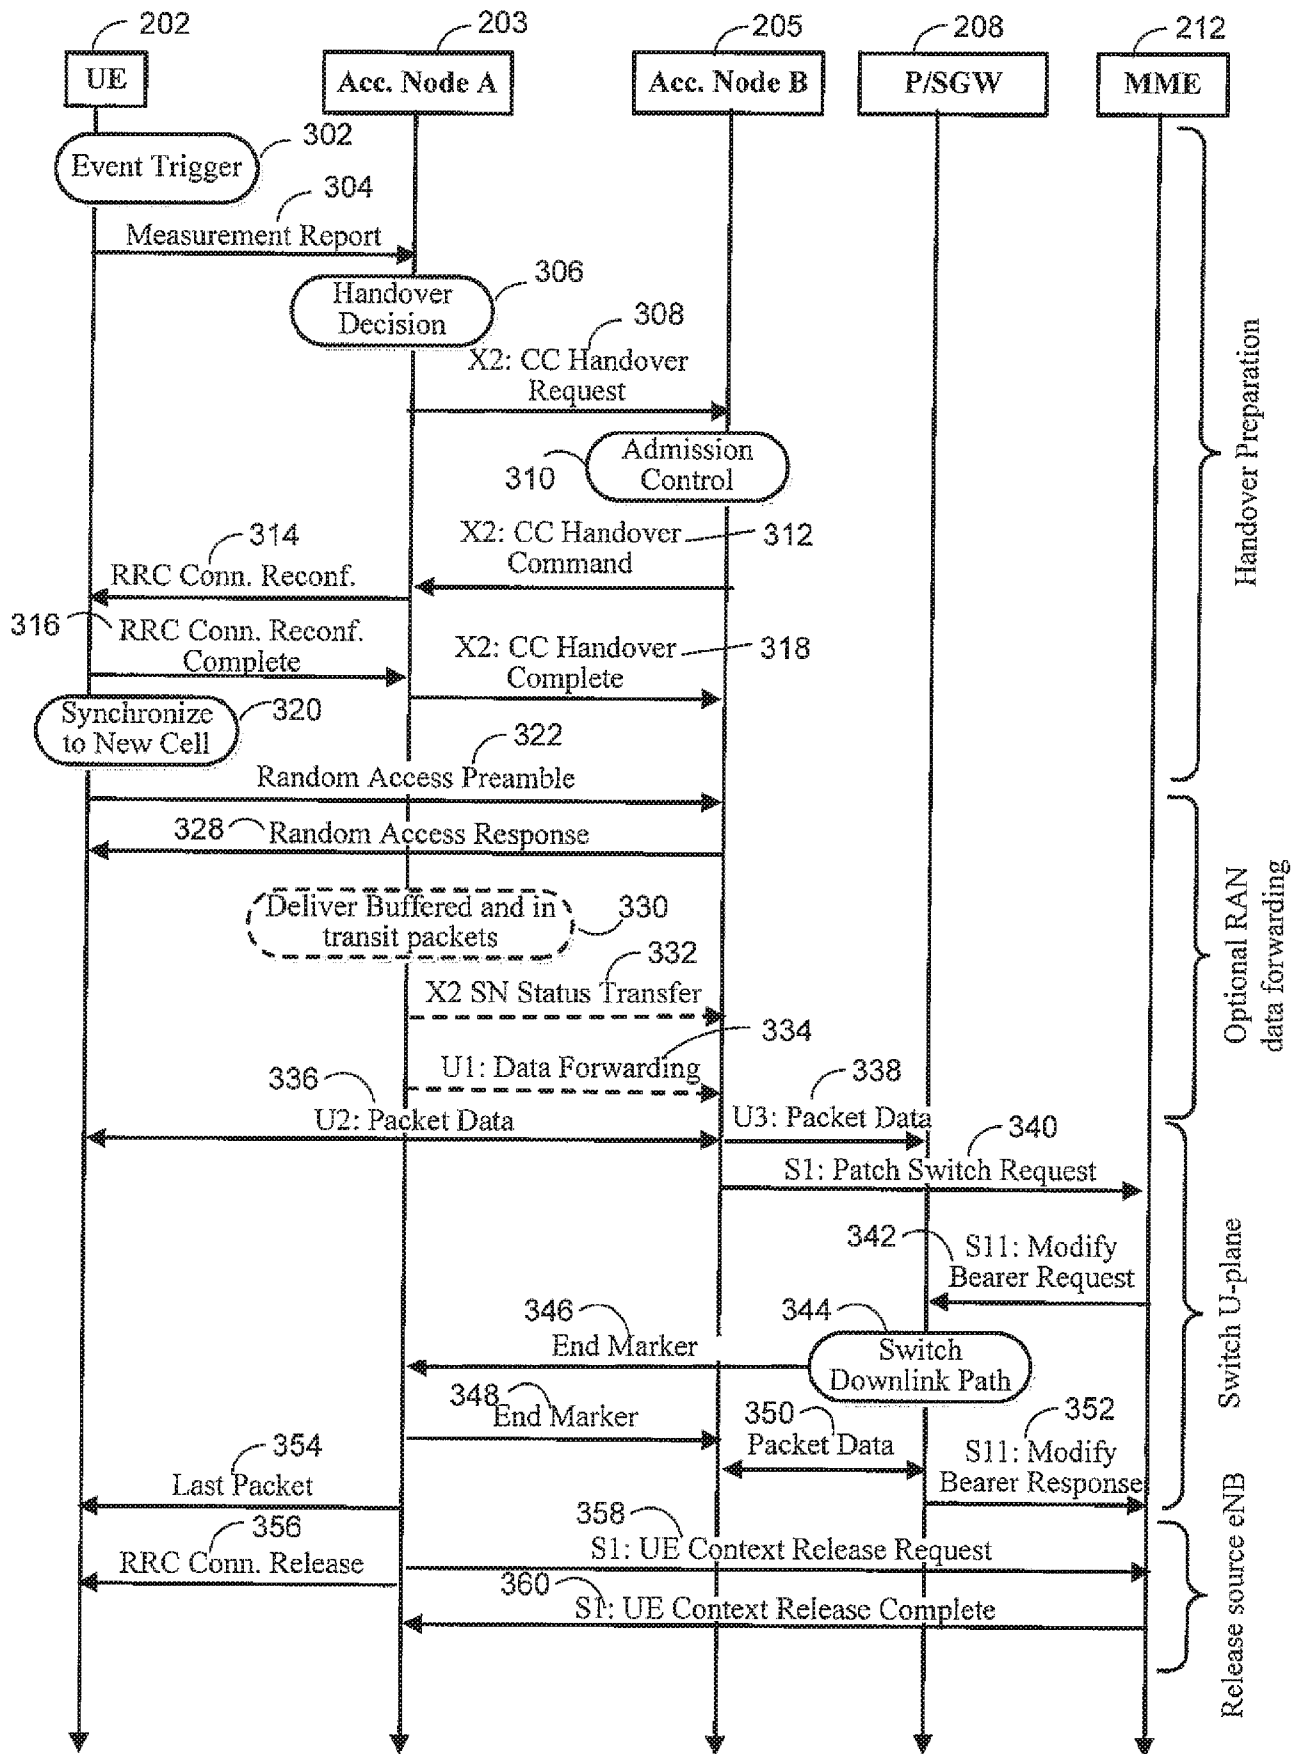 202
203
205
208
212
UE
Acc. Node A
Acc. Node B
P/SGW
MME
302
Event Trigger
304
Measurement Report
306
Handover
Decision
308
X2: CC Handover
Request
310
Admission
Control
Handover Preparation
312
X2: CC Handover
Command
314
RRC Conn. Reconf.
316
RRC Conn. Reconf.
Complete
318
X2: CC Handover
Complete
320
Synchronize
to New Cell
322
Random Access Preamble
328
Random Access Response
330
Deliver Buffered and in
transit packets
332
X2 SN Status Transfer
334
U1: Data Forwarding
Optional RAN
data forwarding
336
U2: Packet Data
338
U3: Packet Data
340
S1: Patch Switch Request
342
S11: Modify
Bearer Request
344
Switch
Downlink Path
346
End Marker
348
End Marker
350
Packet Data
352
S11: Modify
Bearer Response
Switch U-plane
354
Last Packet
356
RRC Conn. Release
358
S1: UE Context Release Request
360
S1: UE Context Release Complete
Release source eNB